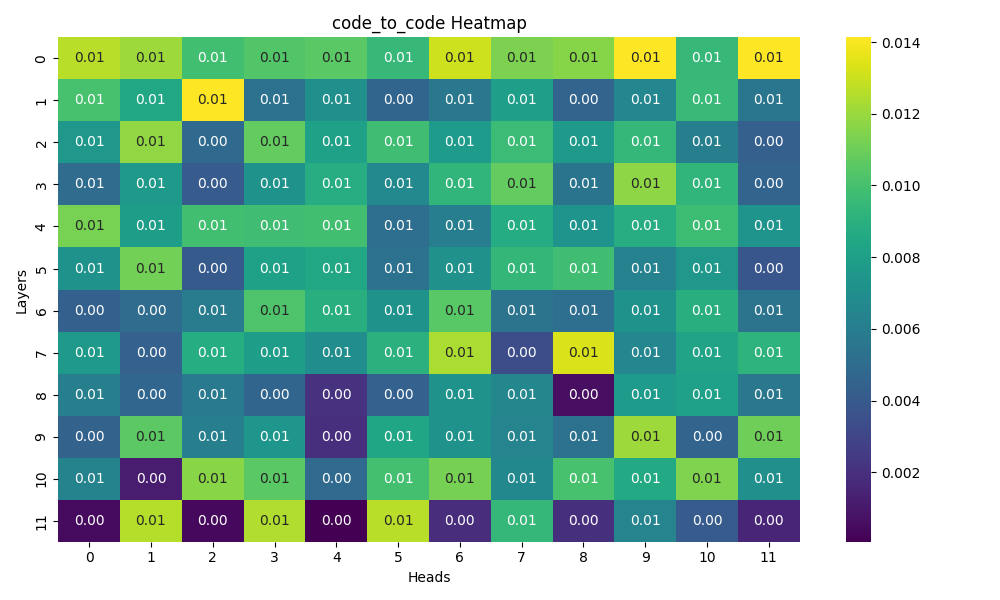 code_to_code Heatmap
0 0.01 0.01 0.01 0.01 0.01 0.01 0.01 0.01 0.01 0.01 0.01 0.01
1 0.01 0.01 0.01 0.01 0.01 0.00 0.01 0.01 0.00 0.01 0.01 0.01
2 0.01 0.01 0.00 0.01 0.01 0.01 0.01 0.01 0.01 0.01 0.01 0.00
3 0.01 0.01 0.00 0.01 0.01 0.01 0.01 0.01 0.01 0.01 0.01 0.00
4 0.01 0.01 0.01 0.01 0.01 0.01 0.01 0.01 0.01 0.01 0.01 0.01
5 0.01 0.01 0.00 0.01 0.01 0.01 0.01 0.01 0.01 0.01 0.01 0.00
6 0.00 0.00 0.01 0.01 0.01 0.01 0.01 0.01 0.01 0.01 0.01 0.01
7 0.01 0.00 0.01 0.01 0.01 0.01 0.01 0.00 0.01 0.01 0.01 0.01
8 0.01 0.00 0.01 0.00 0.00 0.00 0.01 0.01 0.00 0.01 0.01 0.01
9 0.00 0.01 0.01 0.01 0.00 0.01 0.01 0.01 0.01 0.01 0.00 0.01
10 0.01 0.00 0.01 0.01 0.00 0.01 0.01 0.01 0.01 0.01 0.01 0.01
11 0.00 0.01 0.00 0.01 0.00 0.01 0.00 0.01 0.00 0.01 0.00 0.00
0 1 2 3 4 5 6 7 8 9 10 11
Heads
Layers
0.014
0.012
0.010
0.008
0.006
0.004
0.002